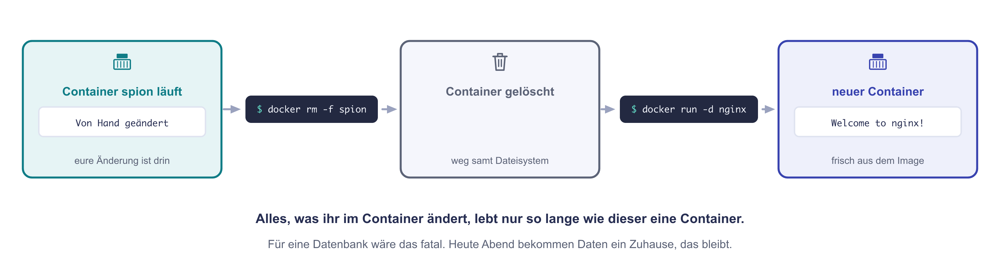 Container spion läuft
Von Hand geändert
eure Änderung ist drin
$ docker rm -f spion
Container gelöscht
weg samt Dateisystem
$ docker run -d nginx
neuer Container
Welcome to nginx!
frisch aus dem Image
Alles, was ihr im Container ändert, lebt nur so lange wie dieser eine Container.
Für eine Datenbank wäre das fatal. Heute Abend bekommen Daten ein Zuhause, das bleibt.